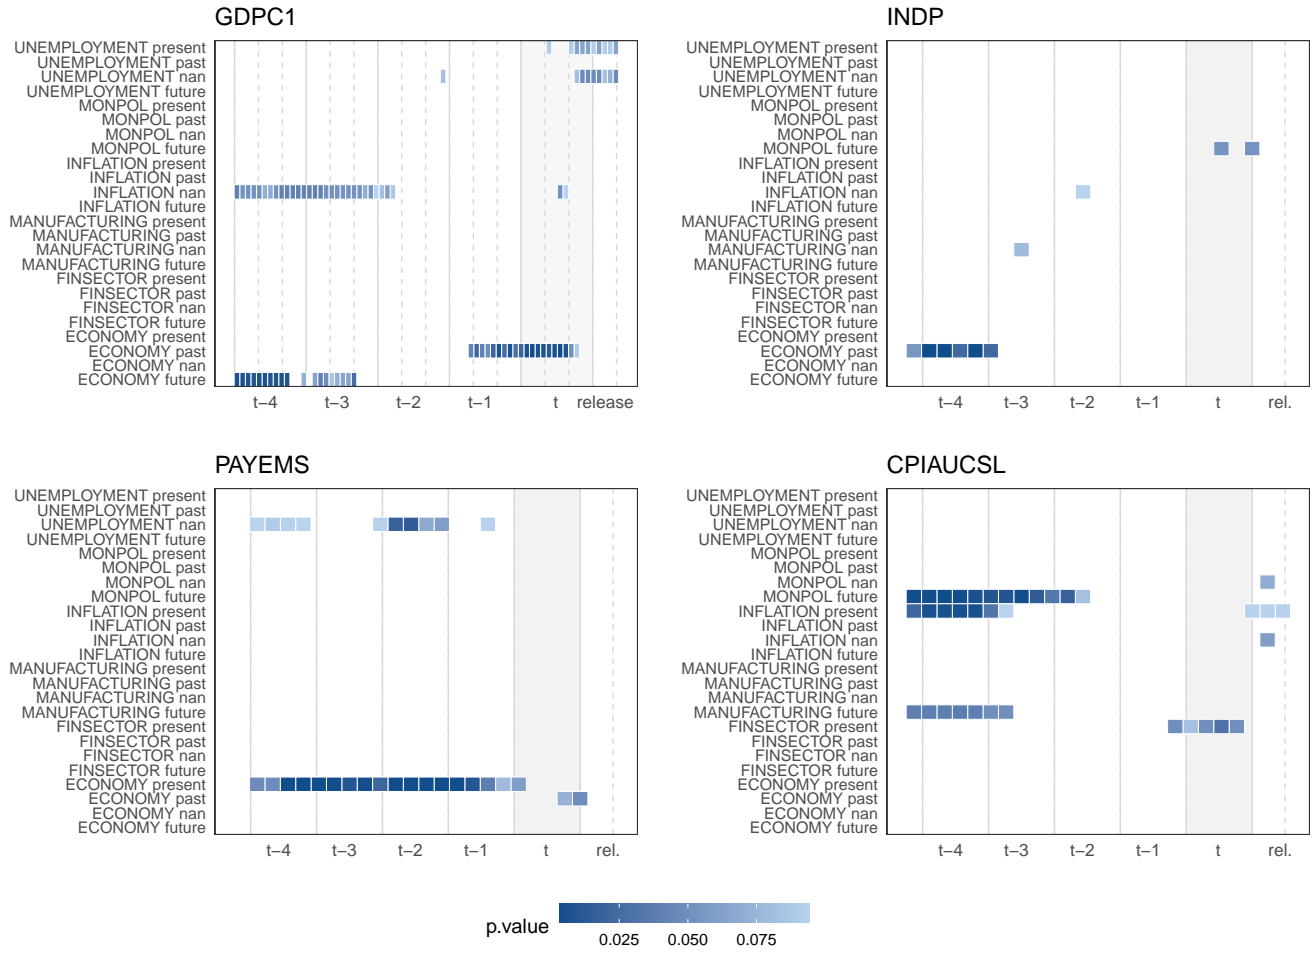 GDPC1
UNEMPLOYMENT present
UNEMPLOYMENT past
UNEMPLOYMENT nan
UNEMPLOYMENT future
MONPOL present
MONPOL past
MONPOL nan
MONPOL future
INFLATION present
INFLATION past
INFLATION nan
INFLATION future
MANUFACTURING present
MANUFACTURING past
MANUFACTURING nan
MANUFACTURING future
FINSECTOR present
FINSECTOR past
FINSECTOR nan
FINSECTOR future
ECONOMY present
ECONOMY past
ECONOMY nan
ECONOMY future
t−4 t−3 t−2 t−1 t release
INDP
UNEMPLOYMENT present
UNEMPLOYMENT past
UNEMPLOYMENT nan
UNEMPLOYMENT future
MONPOL present
MONPOL past
MONPOL nan
MONPOL future
INFLATION present
INFLATION past
INFLATION nan
INFLATION future
MANUFACTURING present
MANUFACTURING past
MANUFACTURING nan
MANUFACTURING future
FINSECTOR present
FINSECTOR past
FINSECTOR nan
FINSECTOR future
ECONOMY present
ECONOMY past
ECONOMY nan
ECONOMY future
t−4 t−3 t−2 t−1 t rel.
PAYEMS
UNEMPLOYMENT present
UNEMPLOYMENT past
UNEMPLOYMENT nan
UNEMPLOYMENT future
MONPOL present
MONPOL past
MONPOL nan
MONPOL future
INFLATION present
INFLATION past
INFLATION nan
INFLATION future
MANUFACTURING present
MANUFACTURING past
MANUFACTURING nan
MANUFACTURING future
FINSECTOR present
FINSECTOR past
FINSECTOR nan
FINSECTOR future
ECONOMY present
ECONOMY past
ECONOMY nan
ECONOMY future
t−4 t−3 t−2 t−1 t rel.
CPIAUCSL
UNEMPLOYMENT present
UNEMPLOYMENT past
UNEMPLOYMENT nan
UNEMPLOYMENT future
MONPOL present
MONPOL past
MONPOL nan
MONPOL future
INFLATION present
INFLATION past
INFLATION nan
INFLATION future
MANUFACTURING present
MANUFACTURING past
MANUFACTURING nan
MANUFACTURING future
FINSECTOR present
FINSECTOR past
FINSECTOR nan
FINSECTOR future
ECONOMY present
ECONOMY past
ECONOMY nan
ECONOMY future
t−4 t−3 t−2 t−1 t rel.
p.value
0.025 0.050 0.075